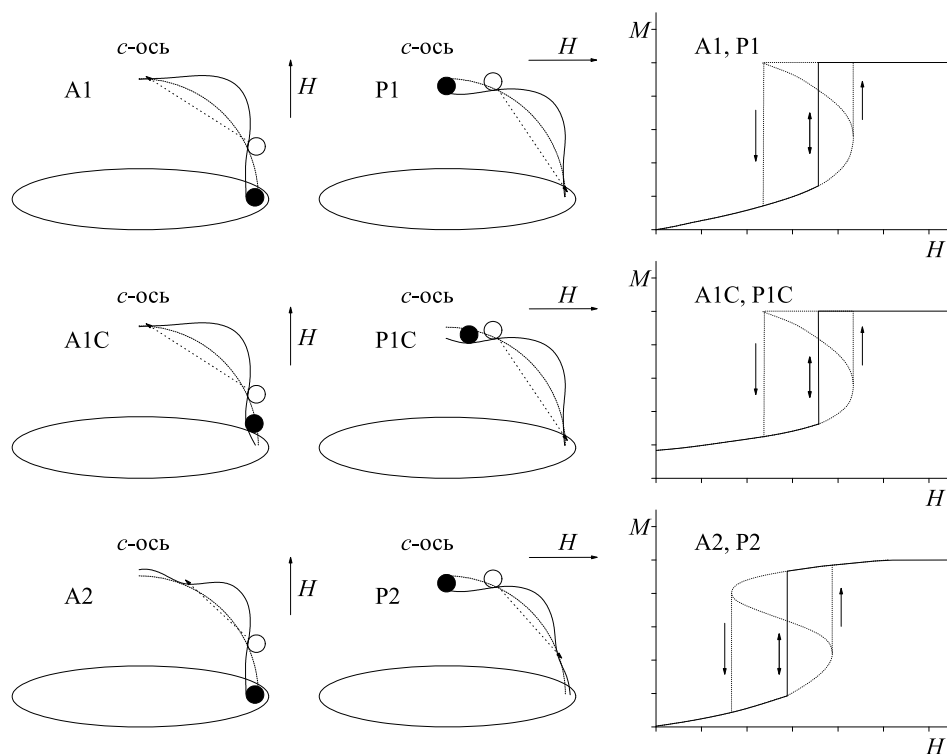 c-ось
H
A1
c-ось
H
P1
M
A1, P1
H
c-ось
H
A1C
c-ось
H
P1C
M
A1C, P1C
H
c-ось
H
A2
c-ось
H
P2
M
A2, P2
H